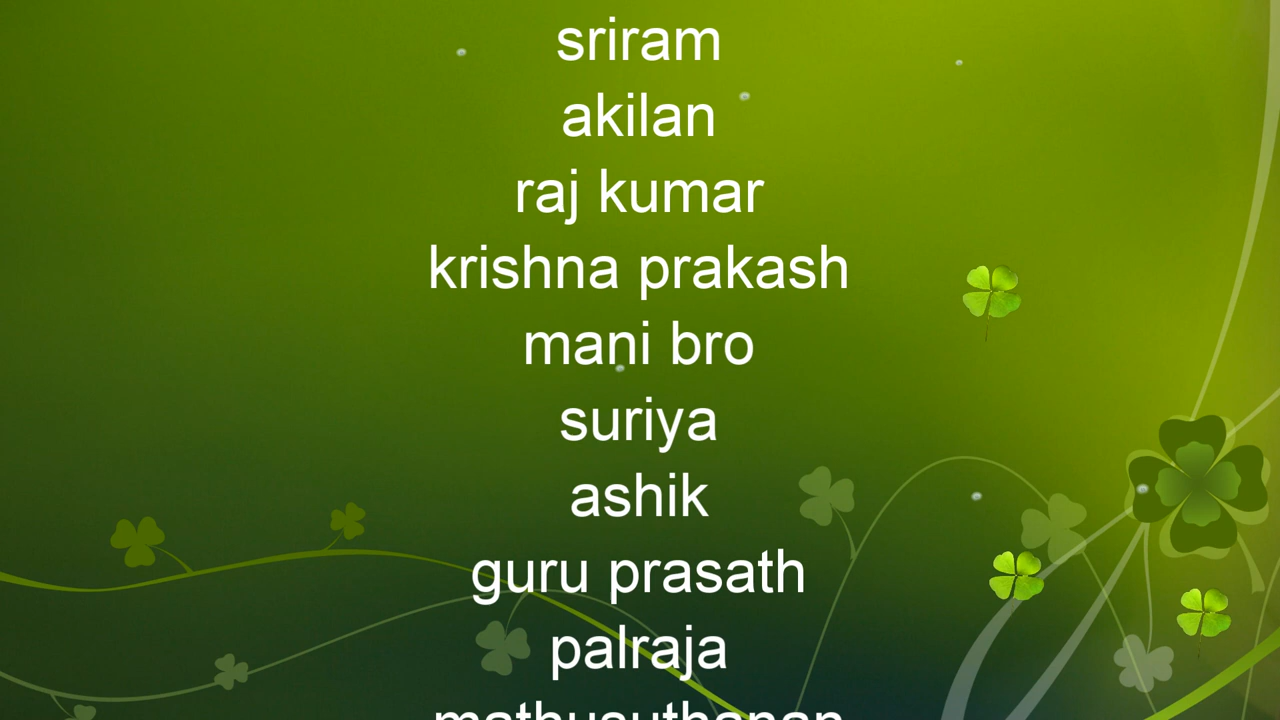 sriram
akilan
raj kumar
krishna prakash
mani bro
suriya
ashik
guru prasath
palraja